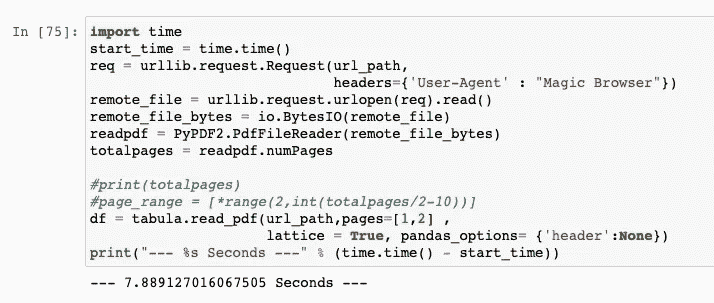 In [75]: import time
start_time = time.time()
req = urllib.request.Request(url_path,
headers={'User-Agent' : "Magic Browser"})
remote_file = urllib.request.urlopen(req).read()
remote_file_bytes = io.BytesIO(remote_file)
readpdf = PyPDF2.PdfFileReader(remote_file_bytes)
totalpages = readpdf.numPages
#print(totalpages)
#page_range = [*range(2,int(totalpages/2-10))]
df = tabula.read_pdf(url_path,pages=[1,2] ,
lattice = True, pandas_options= {'header':None})
print("--- %s Seconds ---" % (time.time() - start_time))
--- 7.889127016067505 Seconds ---